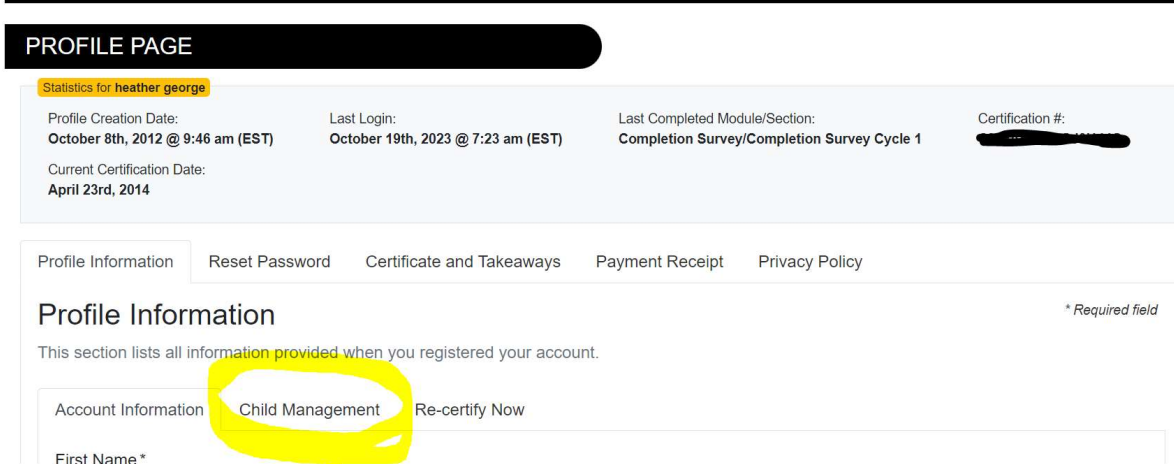 PROFILE PAGE
Statistics for heather george
Profile Creation Date: Last Login: Last Completed Module/Section: Certification #:
October 8th, 2012 @ 9:46 am (EST) October 19th, 2023 @ 7:23 am (EST) Completion Survey/Completion Survey Cycle 1
Current Certification Date:
April 23rd, 2014
Profile Information Reset Password Certificate and Takeaways Payment Receipt Privacy Policy
Profile Information * Required field
This section lists all information provided when you registered your account.
Account Information Child Management Re-certify Now
First Name *